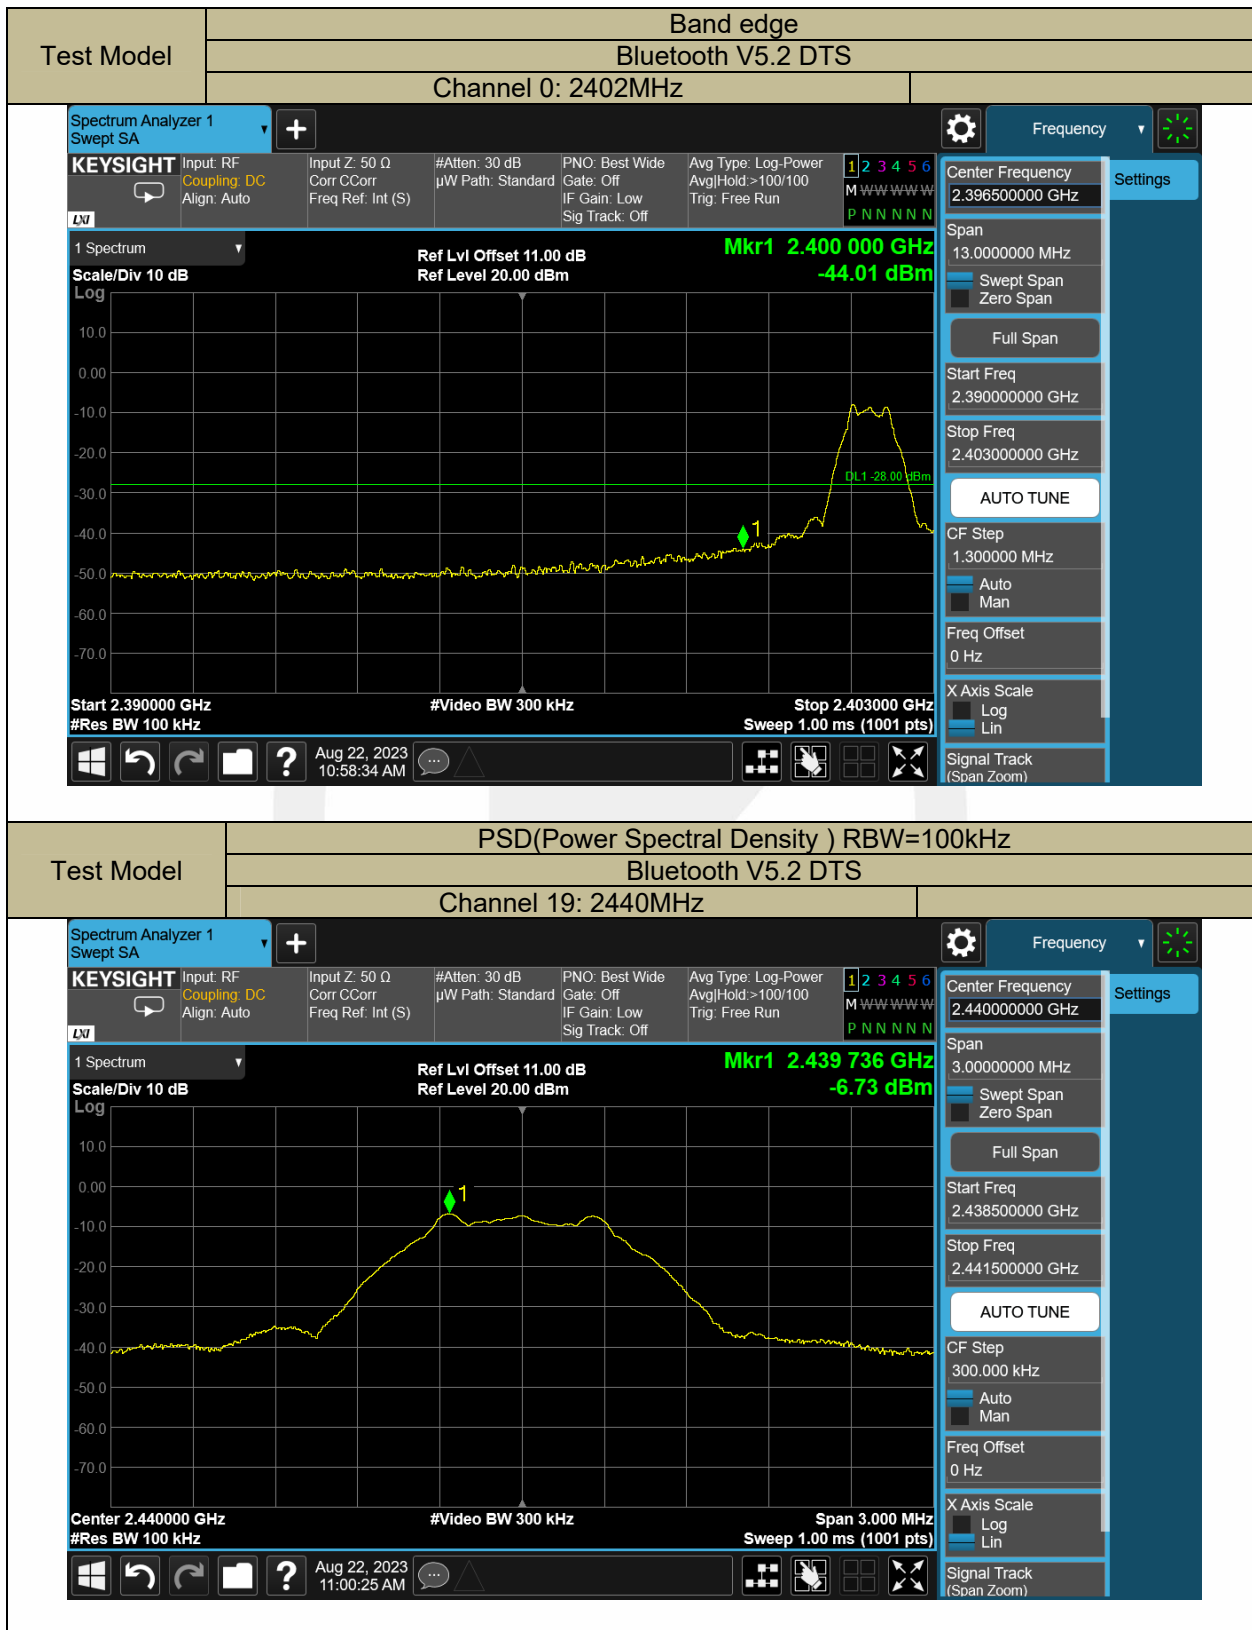 Test Model
Band edge
Bluetooth V5.2 DTS
Channel 0: 2402MHz
Spectrum Analyzer 1
Swept SA
Frequency
KEYSIGHT
LXI
Input: RF
Coupling: DC
Align: Auto
Input Z: 50 Ω
Corr CCorr
Freq Ref: Int (S)
#Atten: 30 dB
µW Path: Standard
PNO: Best Wide
Gate: Off
IF Gain: Low
Sig Track: Off
Avg Type: Log-Power
Avg|Hold:>100/100
Trig: Free Run
1 2 3 4 5 6
M W W W W W
P N N N N N
Center Frequency
2.396500000 GHz
Settings
Span
13.0000000 MHz
Swept Span
Zero Span
Full Span
Start Freq
2.390000000 GHz
Stop Freq
2.403000000 GHz
AUTO TUNE
CF Step
1.300000 MHz
Auto
Man
Freq Offset
0 Hz
X Axis Scale
Log
Lin
Signal Track
(Span Zoom)
1 Spectrum
Scale/Div 10 dB
Log
Ref Lvl Offset 11.00 dB
Ref Level 20.00 dBm
Mkr1 2.400 000 GHz
-44.01 dBm
10.0
0.00
-10.0
-20.0
DL1 -28.00 dBm
-30.0
1
-40.0
-50.0
-60.0
-70.0
Start 2.390000 GHz
#Video BW 300 kHz
Stop 2.403000 GHz
#Res BW 100 kHz
Sweep 1.00 ms (1001 pts)
?
Aug 22, 2023
10:58:34 AM
Test Model
PSD(Power Spectral Density ) RBW=100kHz
Bluetooth V5.2 DTS
Channel 19: 2440MHz
Spectrum Analyzer 1
Swept SA
Frequency
KEYSIGHT
LXI
Input: RF
Coupling: DC
Align: Auto
Input Z: 50 Ω
Corr CCorr
Freq Ref: Int (S)
#Atten: 30 dB
µW Path: Standard
PNO: Best Wide
Gate: Off
IF Gain: Low
Sig Track: Off
Avg Type: Log-Power
Avg|Hold:>100/100
Trig: Free Run
1 2 3 4 5 6
M W W W W W
P N N N N N
Center Frequency
2.440000000 GHz
Settings
Span
3.00000000 MHz
Swept Span
Zero Span
Full Span
Start Freq
2.438500000 GHz
Stop Freq
2.441500000 GHz
AUTO TUNE
CF Step
300.000 kHz
Auto
Man
Freq Offset
0 Hz
X Axis Scale
Log
Lin
Signal Track
(Span Zoom)
1 Spectrum
Scale/Div 10 dB
Log
Ref Lvl Offset 11.00 dB
Ref Level 20.00 dBm
Mkr1 2.439 736 GHz
-6.73 dBm
10.0
0.00
1
-10.0
-20.0
-30.0
-40.0
-50.0
-60.0
-70.0
Center 2.440000 GHz
#Video BW 300 kHz
Span 3.000 MHz
#Res BW 100 kHz
Sweep 1.00 ms (1001 pts)
?
Aug 22, 2023
11:00:25 AM